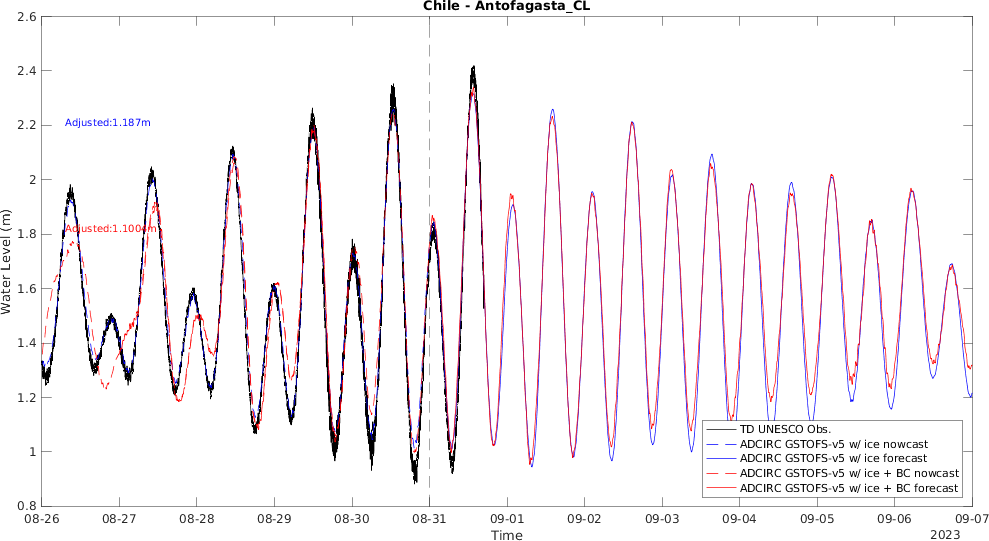 Chile - Antofagasta_CL
2.6
2.4
2.2
2
1.8
1.6
1.4
1.2
1
0.8
Water Level (m)
Adjusted:1.187m
Adjusted:1.1004m
TD UNESCO Obs.
ADCIRC GSTOFS-v5 w/ ice nowcast
ADCIRC GSTOFS-v5 w/ ice forecast
ADCIRC GSTOFS-v5 w/ ice + BC nowcast
ADCIRC GSTOFS-v5 w/ ice + BC forecast
08-26 08-27 08-28 08-29 08-30 08-31 09-01 09-02 09-03 09-04 09-05 09-06 09-07
Time
2023